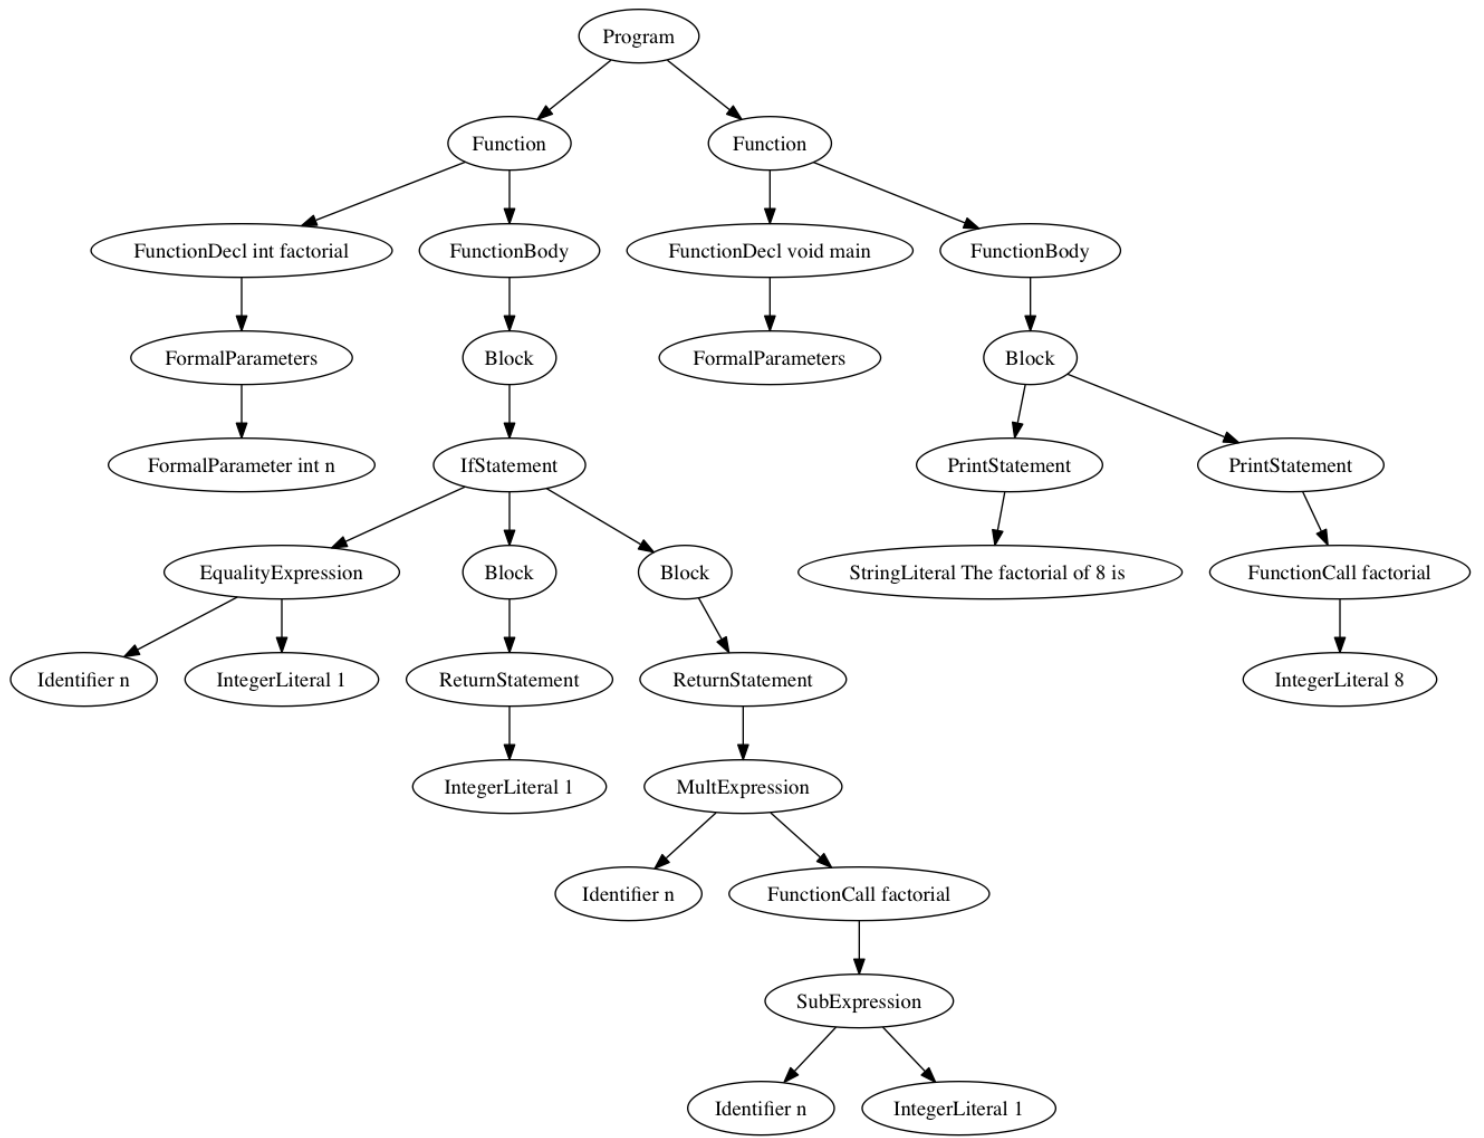 Program
Function
Function
FunctionDecl int factorial
FunctionBody
FunctionDecl void main
FunctionBody
FormalParameters
Block
FormalParameters
Block
FormalParameter int n
IfStatement
PrintStatement
PrintStatement
EqualityExpression
Block
Block
StringLiteral The factorial of 8 is
FunctionCall factorial
Identifier n
IntegerLiteral 1
ReturnStatement
ReturnStatement
IntegerLiteral 8
IntegerLiteral 1
MultExpression
Identifier n
FunctionCall factorial
SubExpression
Identifier n
IntegerLiteral 1